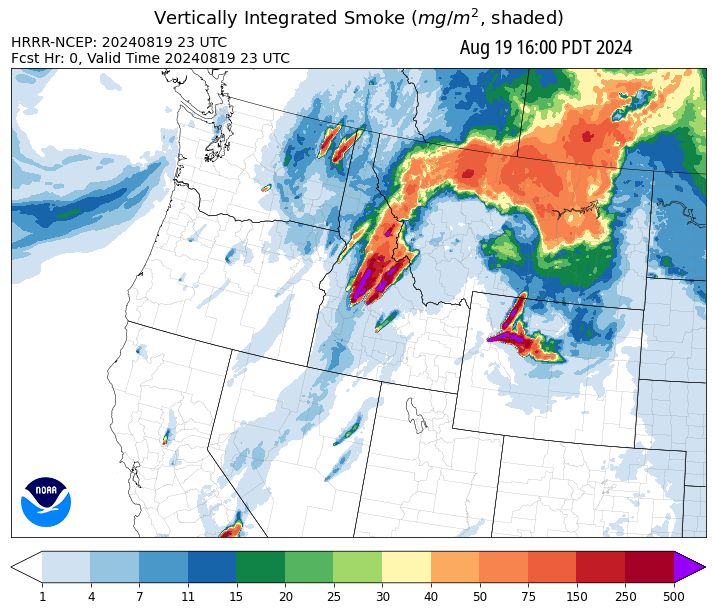 Vertically Integrated Smoke (mg/m², shaded)
HRRR-NCEP: 20240819 23 UTC
Aug 19 16:00 PDT 2024
Fcst Hr: 0, Valid Time 20240819 23 UTC
NOAA
1 4 7 11 15 20 25 30 40 50 75 150 250 500